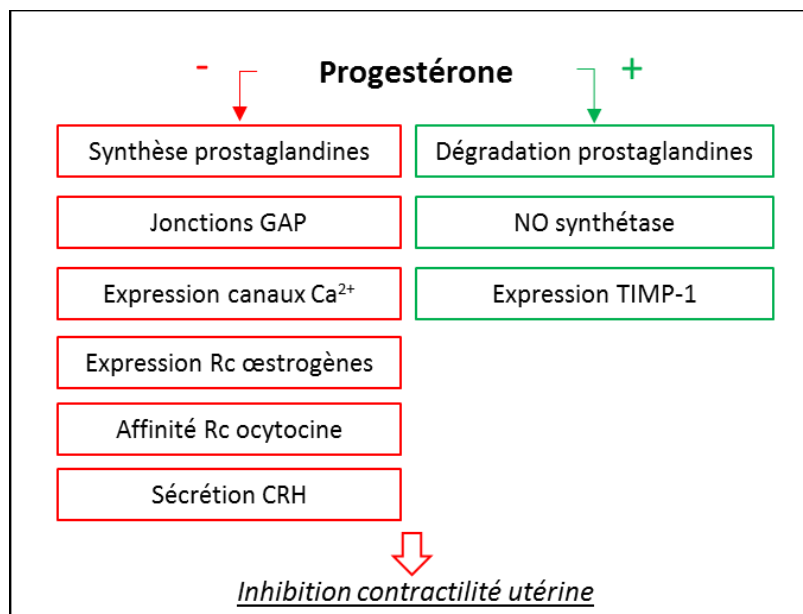 - Progestérone +
Synthèse prostaglandines
Dégradation prostaglandines
Jonctions GAP
NO synthétase
Expression canaux Ca²⁺
Expression TIMP-1
Expression Rc œstrogènes
Affinité Rc ocytocine
Sécrétion CRH
Inhibition contractilité utérine